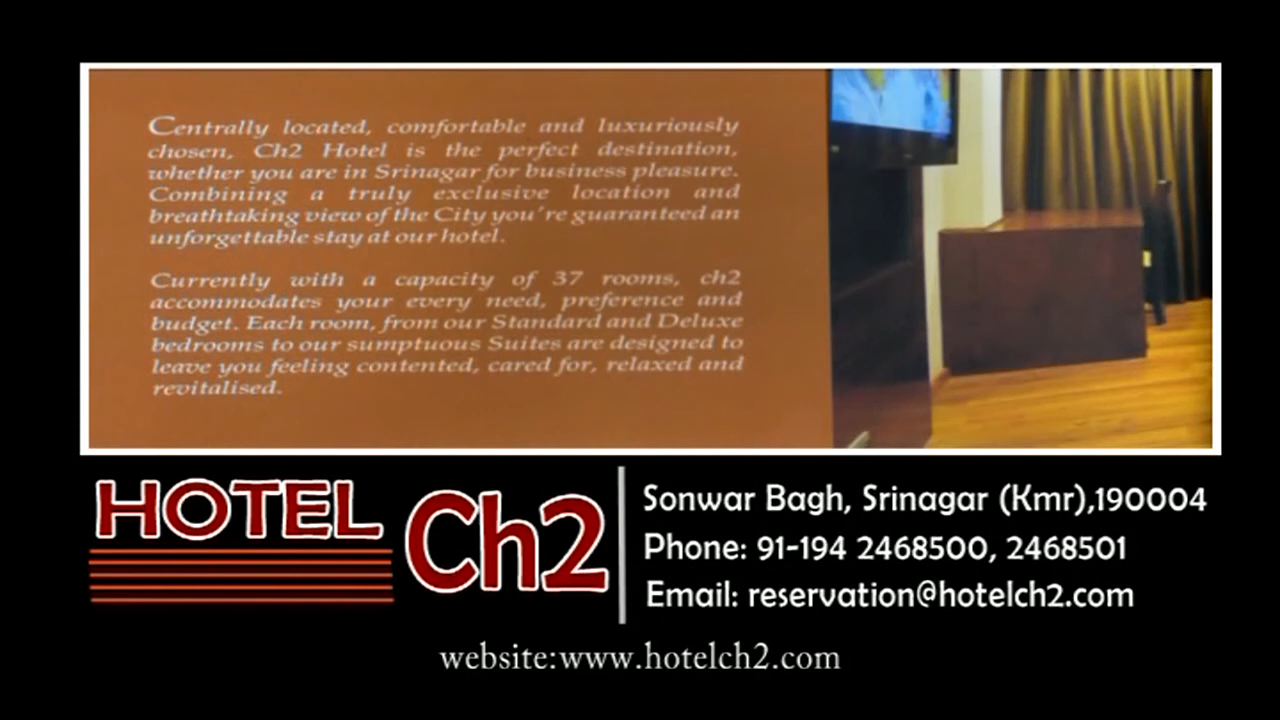 Centrally located, comfortable and luxuriously
chosen, Ch2 Hotel is the perfect destination,
whether you are in Srinagar for business pleasure.
Combining a truly exclusive location and
breathtaking view of the City you're guaranteed an
unforgettable stay at our hotel.
Currently with a capacity of 37 rooms, ch2
accommodates your every need, preference and
budget. Each room, from our Standard and Deluxe
bedrooms to our sumptuous Suites are designed to
leave you feeling contented, cared for, relaxed and
revitalised.
HOTEL Ch2
Sonwar Bagh, Srinagar (Kmr),190004
Phone: 91-194 2468500, 2468501
Email: reservation@hotelch2.com
website:www.hotelch2.com